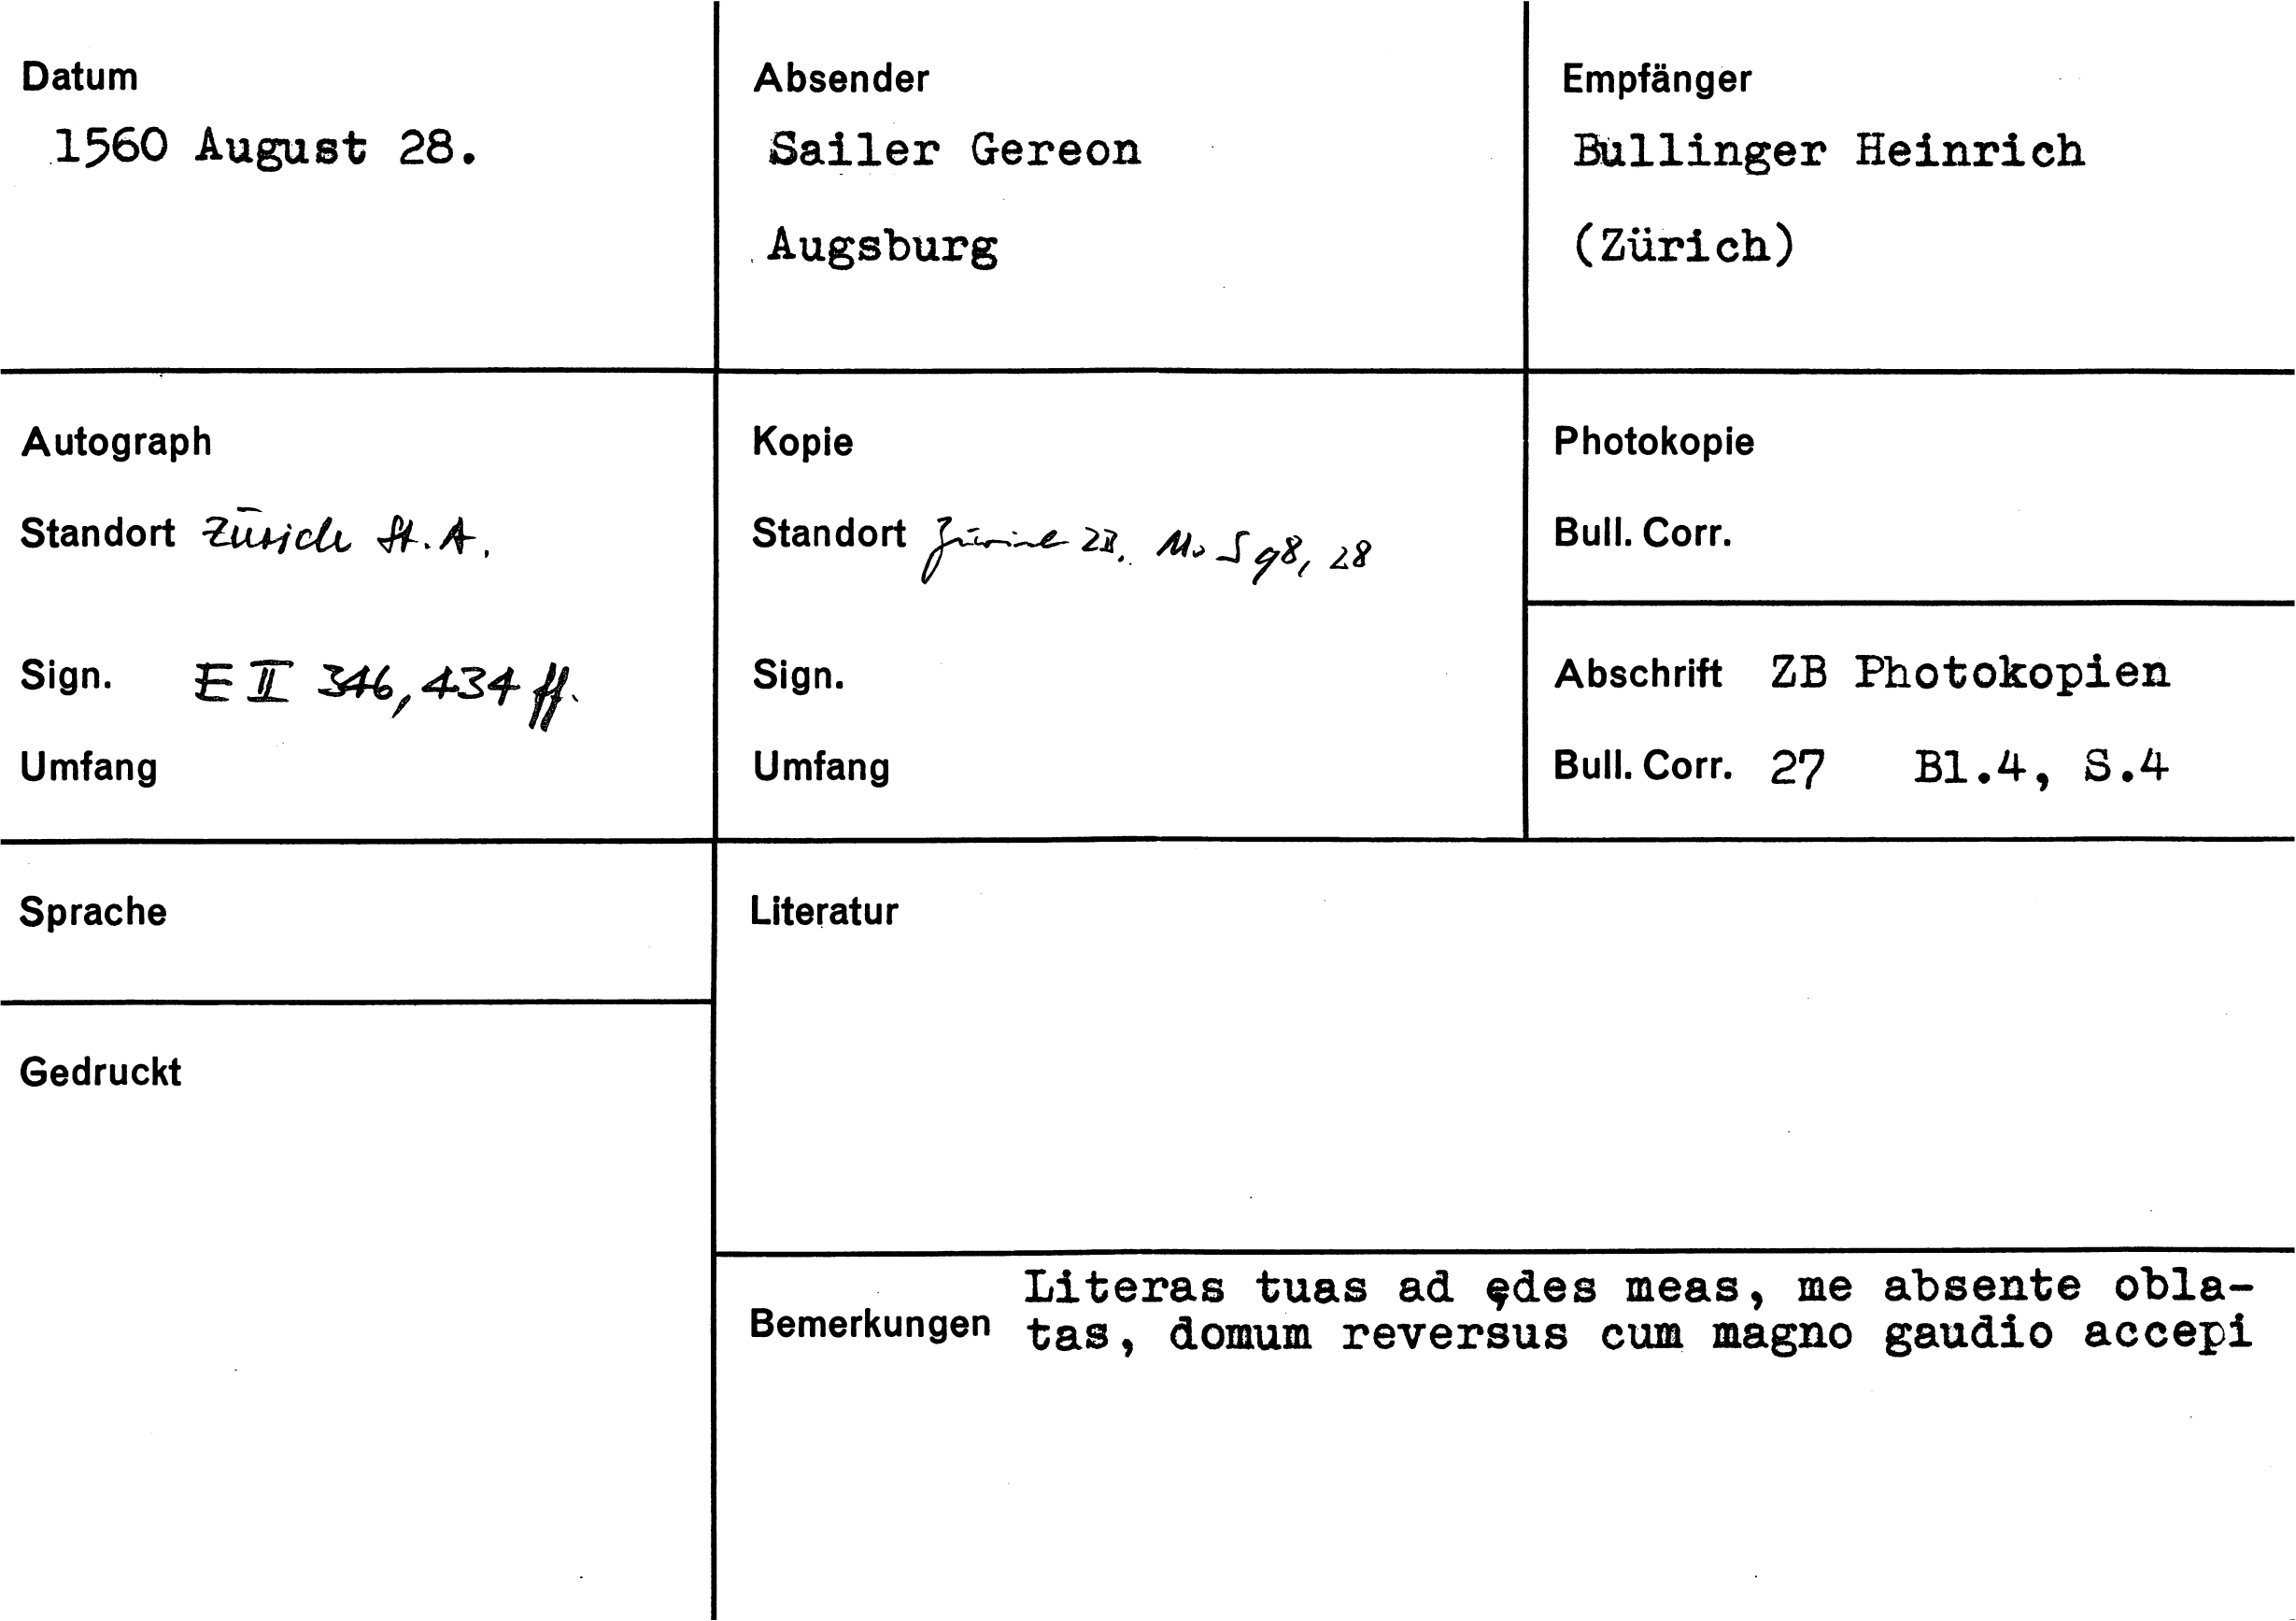 Datum
1560 August 28.
Absender
Sailer Gereon
Augsburg
Empfänger
Bullinger Heinrich
(Zürich)
Autograph
Standort Zürich St. A.
Sign. E II 346, 434 ff.
Umfang
Kopie
Standort Zürich ZB. Ms S 98, 28
Sign.
Umfang
Photokopie
Bull. Corr.
Abschrift ZB Photokopien
Bull. Corr. 27 Bl.4, S.4
Sprache
Gedruckt
Literatur
Bemerkungen
Literas tuas ad ędes meas, me absente obla-
tas, domum reversus cum magno gaudio accepi